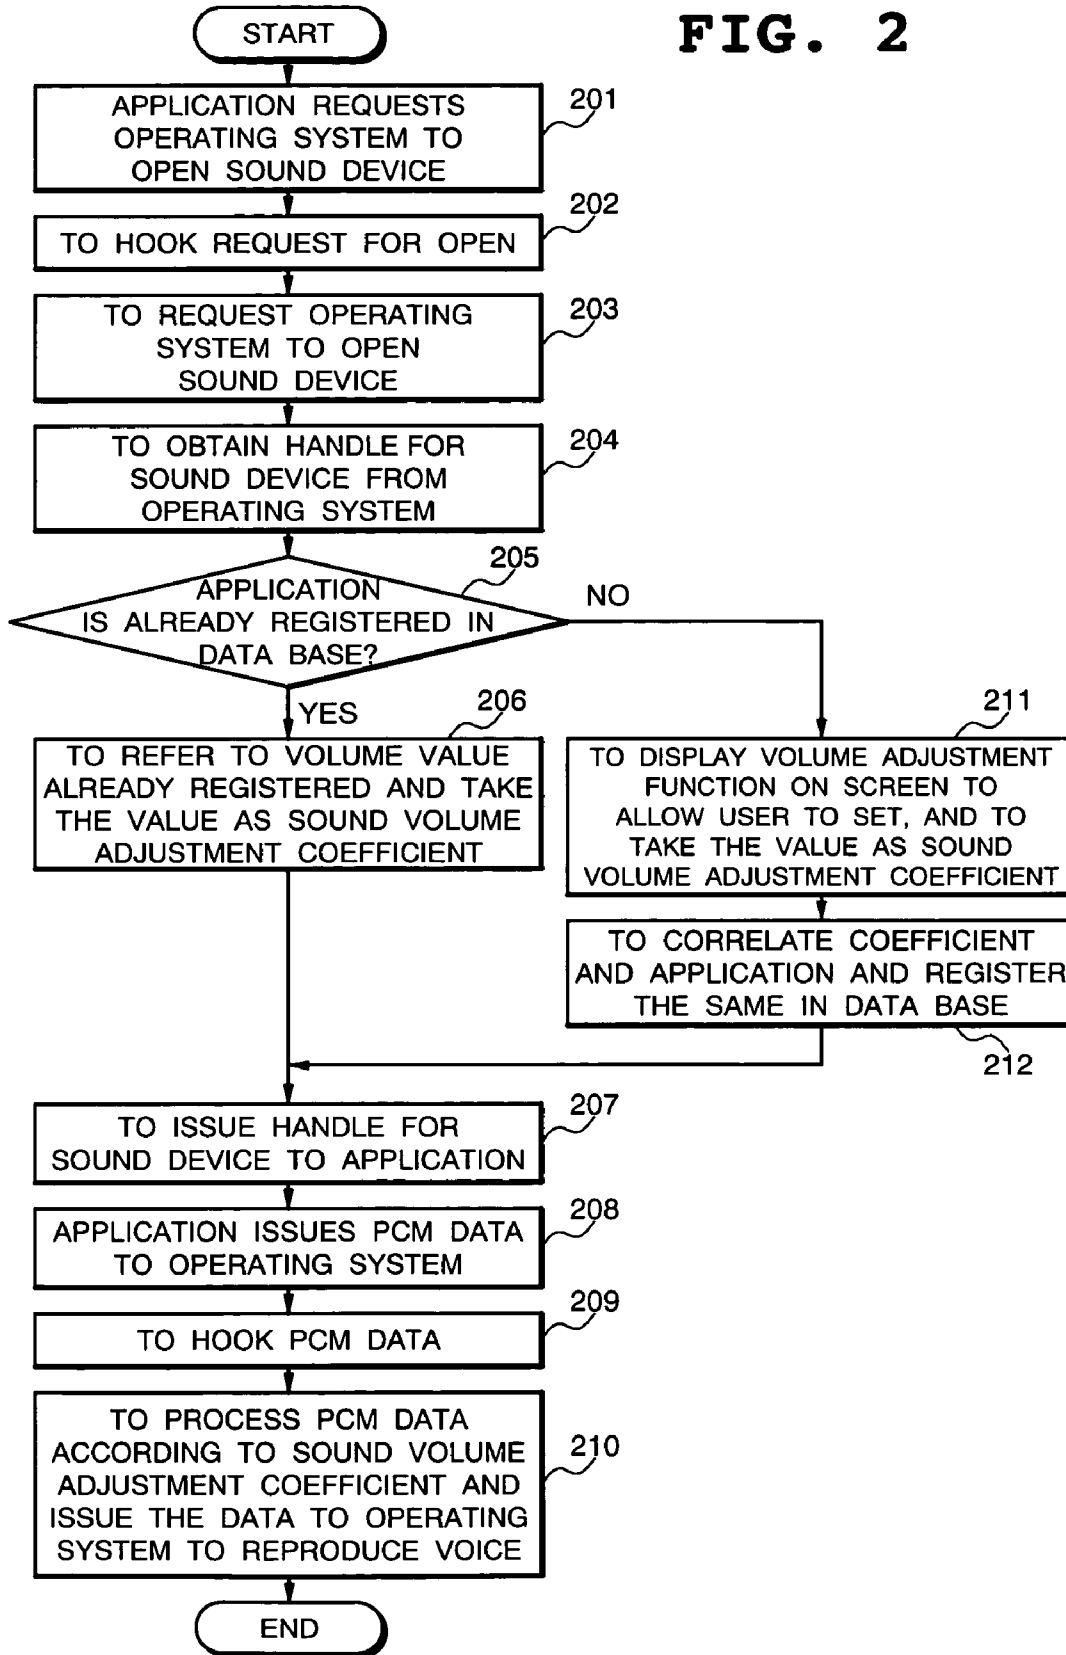 FIG. 2
START
APPLICATION REQUESTS
OPERATING SYSTEM TO
OPEN SOUND DEVICE
201
TO HOOK REQUEST FOR OPEN
202
TO REQUEST OPERATING
SYSTEM TO OPEN
SOUND DEVICE
203
TO OBTAIN HANDLE FOR
SOUND DEVICE FROM
OPERATING SYSTEM
204
APPLICATION
IS ALREADY REGISTERED IN
DATA BASE?
205
NO
YES
206
TO REFER TO VOLUME VALUE
ALREADY REGISTERED AND TAKE
THE VALUE AS SOUND VOLUME
ADJUSTMENT COEFFICIENT
211
TO DISPLAY VOLUME ADJUSTMENT
FUNCTION ON SCREEN TO
ALLOW USER TO SET, AND TO
TAKE THE VALUE AS SOUND
VOLUME ADJUSTMENT COEFFICIENT
TO CORRELATE COEFFICIENT
AND APPLICATION AND REGISTER
THE SAME IN DATA BASE
212
TO ISSUE HANDLE FOR
SOUND DEVICE TO APPLICATION
207
APPLICATION ISSUES PCM DATA
TO OPERATING SYSTEM
208
TO HOOK PCM DATA
209
TO PROCESS PCM DATA
ACCORDING TO SOUND VOLUME
ADJUSTMENT COEFFICIENT AND
ISSUE THE DATA TO OPERATING
SYSTEM TO REPRODUCE VOICE
210
END